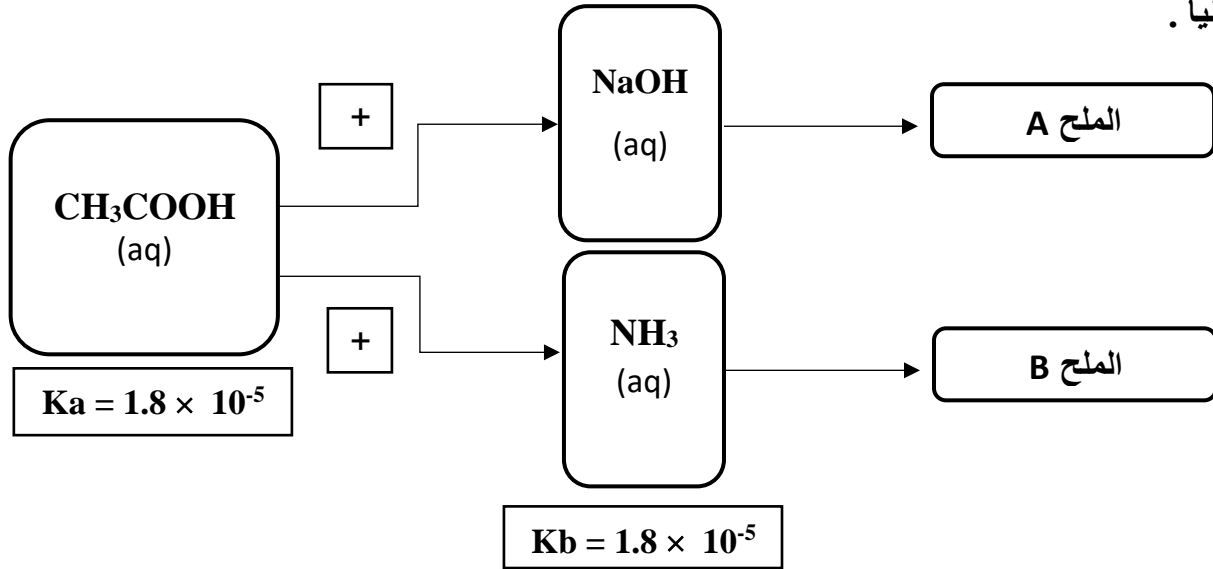 +
NaOH
(aq)
الملح A
CH₃COOH
(aq)
Ka = 1.8 × 10⁻⁵
+
NH₃
(aq)
الملح B
Kb = 1.8 × 10⁻⁵